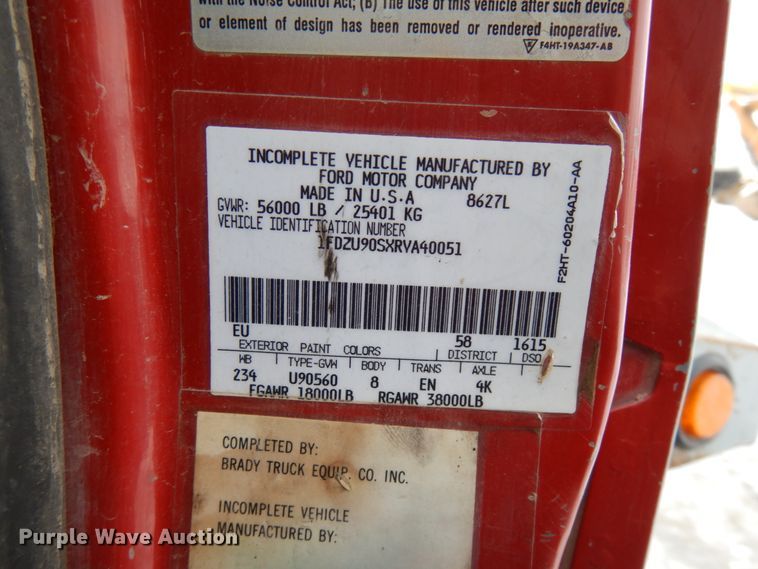 with the Noise Control Act; (B) The use of this vehicle after such device
or element of design has been removed or rendered inoperative.
F4HT-19A347-AB
INCOMPLETE VEHICLE MANUFACTURED BY
FORD MOTOR COMPANY
MADE IN U.S.A 8627L
GVWR: 56000 LB / 25401 KG
VEHICLE IDENTIFICATION NUMBER
1FDZU90SXRVA40051
F2HT-60204A10-AA
EU 58 1615
EXTERIOR PAINT COLORS DISTRICT DSO
WB TYPE-GVW BODY TRANS AXLE
234 U90560 8 EN 4K
FGAWR 18000LB RGAWR 38000LB
COMPLETED BY:
BRADY TRUCK EQUIP. CO. INC.
INCOMPLETE VEHICLE
MANUFACTURED BY:
Purple Wave Auction